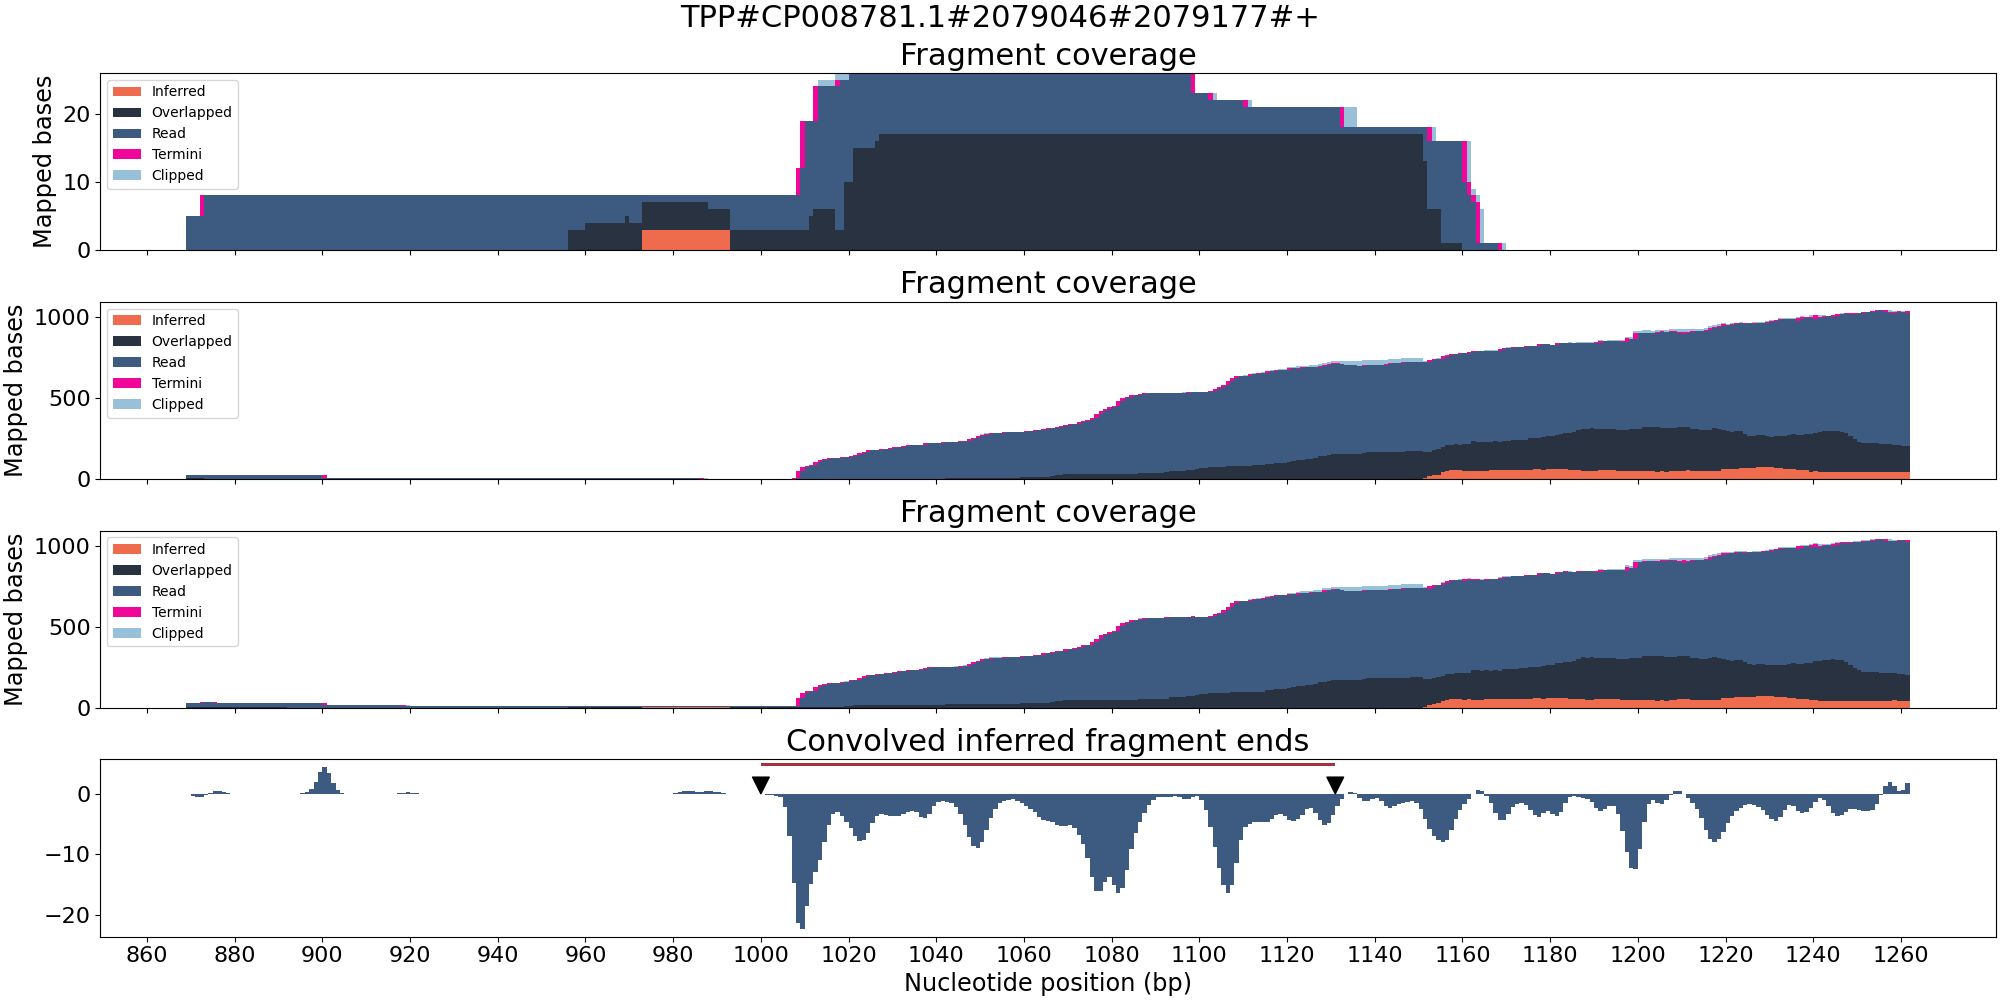 TPP#CP008781.1#2079046#2079177#+
Fragment coverage
Mapped bases
20
10
0
Inferred
Overlapped
Read
Termini
Clipped
Fragment coverage
Mapped bases
1000
500
0
Inferred
Overlapped
Read
Termini
Clipped
Fragment coverage
Mapped bases
1000
500
0
Inferred
Overlapped
Read
Termini
Clipped
Convolved inferred fragment ends
0
−10
−20
860 880 900 920 940 960 980 1000 1020 1040 1060 1080 1100 1120 1140 1160 1180 1200 1220 1240 1260
Nucleotide position (bp)